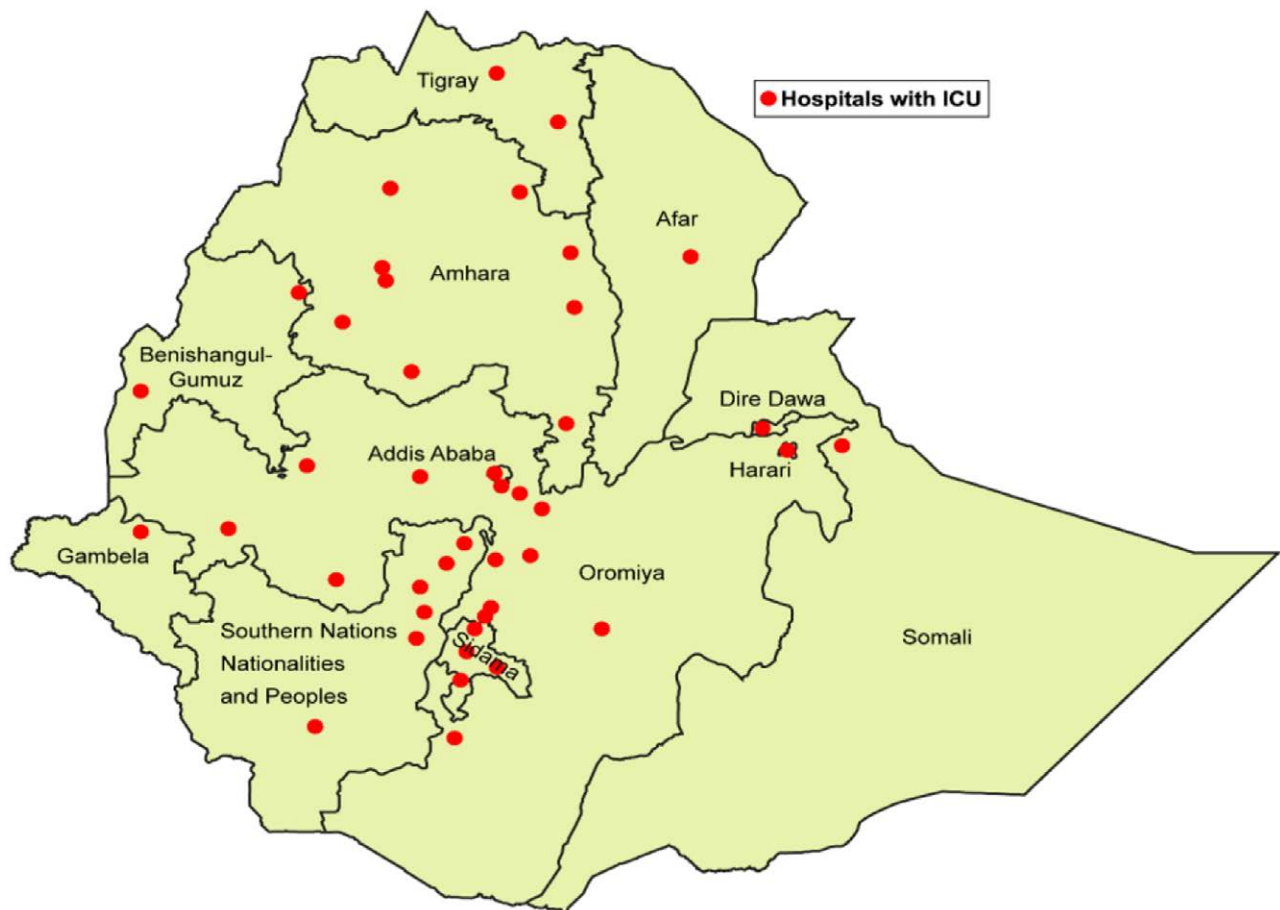 Tigray
Hospitals with ICU
Afar
Amhara
Benishangul-
Gumuz
Dire Dawa
Addis Ababa
Harari
Gambela
Oromiya
Southern Nations
Nationalities
and Peoples
Sidama
Somali